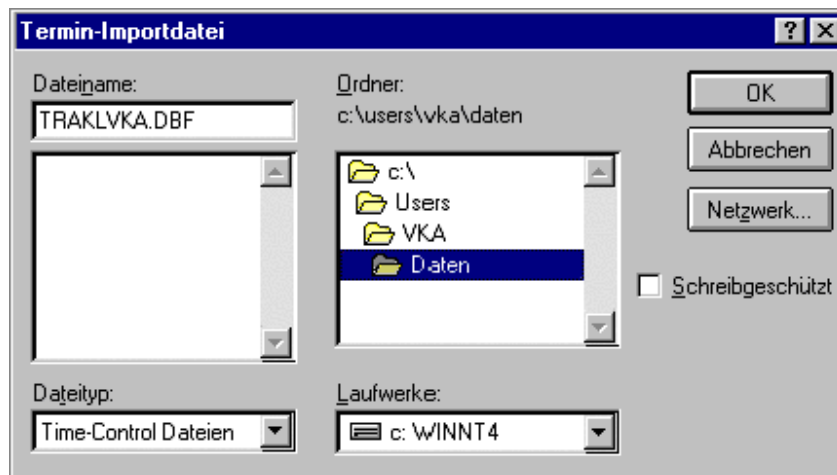 Termin-Importdatei
Dateiname:
TRAKLVKA.DBF
Ordner:
c:\users\vka\daten
c:\
Users
VKA
Daten
OK
Abbrechen
Netzwerk...
Schreibgeschützt
Dateityp:
Time-Control Dateien
Laufwerke:
c: WINNT4